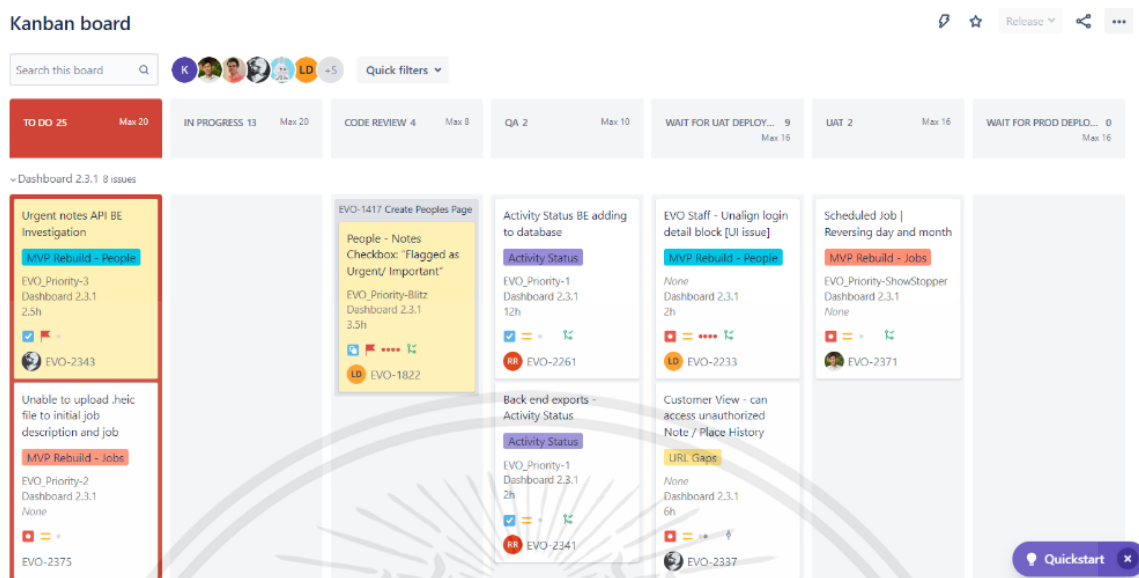 Kanban board
Release
Search this board
K
LD
+5
Quick filters
TO DO 25
Max 20
IN PROGRESS 13
Max 20
CODE REVIEW 4
Max 8
QA 2
Max 10
WAIT FOR UAT DEPLOY... 9
Max 16
UAT 2
Max 16
WAIT FOR PROD DEPLO... 0
Max 16
Dashboard 2.3.1 8 issues
Urgent notes API BE
Investigation
MVP Rebuild - People
EVO_Priority-3
Dashboard 2.3.1
2.5h
EVO-2343
Unable to upload .heic
file to initial job
description and job
MVP Rebuild - Jobs
EVO_Priority-2
Dashboard 2.3.1
None
EVO-2375
EVO-1417 Create Peoples Page
People - Notes
Checkbox: "Flagged as
Urgent/ Important"
EVO_Priority-Blitz
Dashboard 2.3.1
3.5h
LD EVO-1822
Activity Status BE adding
to database
Activity Status
EVO_Priority-1
Dashboard 2.3.1
12h
RR EVO-2261
Back end exports -
Activity Status
Activity Status
EVO_Priority-1
Dashboard 2.3.1
2h
RR EVO-2341
EVO Staff - Unalign login
detail block [UI issue]
MVP Rebuild - People
None
Dashboard 2.3.1
2h
LD EVO-2233
Customer View - can
access unauthorized
Note / Place History
URL Gaps
None
Dashboard 2.3.1
6h
EVO-2337
Scheduled Job |
Reversing day and month
MVP Rebuild - Jobs
EVO_Priority-ShowStopper
Dashboard 2.3.1
None
EVO-2371
Quickstart